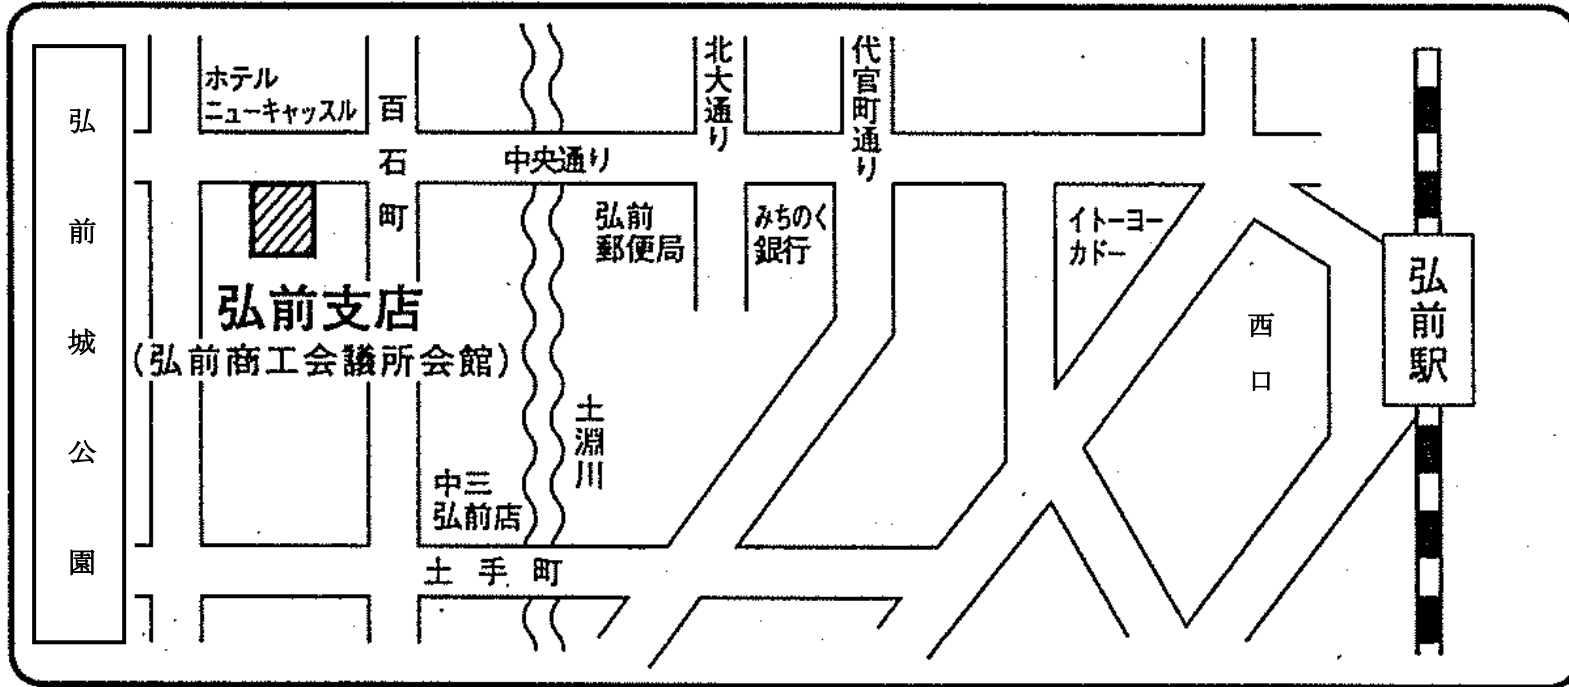 弘前城公園
ホテル
ニューキャッスル
百石町
中央通り
北大通り
代官町通り
弘前
郵便局
みちのく
銀行
イトーヨー
カドー
弘前駅
西口
弘前支店
(弘前商工会議所会館)
土淵川
中三
弘前店
土手町